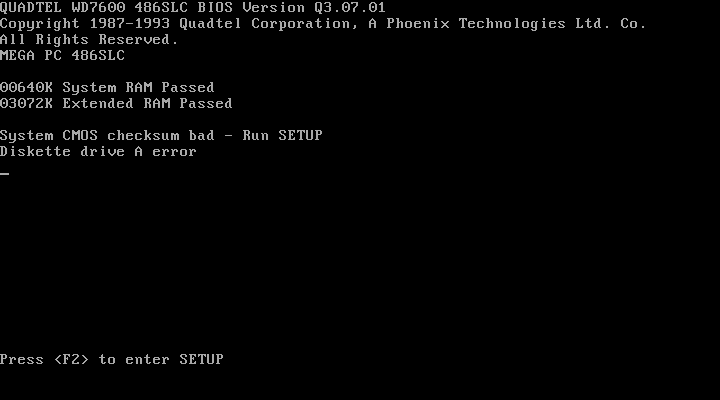 QUADTEL WD7600 486SLC BIOS Version Q3.07.01
Copyright 1987-1993 Quadtel Corporation, A Phoenix Technologies Ltd. Co.
All Rights Reserved.
MEGA PC 486SLC
00640K System RAM Passed
03072K Extended RAM Passed
System CMOS checksum bad - Run SETUP
Diskette drive A error
_
Press <F2> to enter SETUP